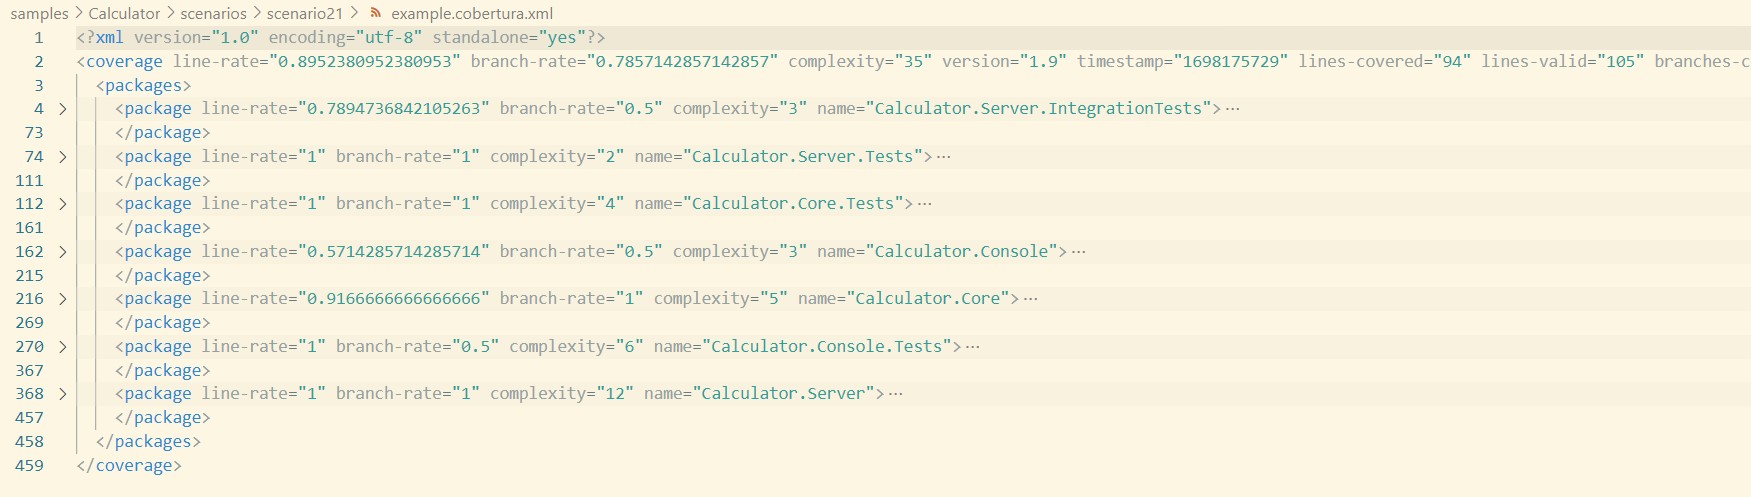 samples > Calculator > scenarios > scenario21 > example.cobertura.xml
1 <?xml version="1.0" encoding="utf-8" standalone="yes"?>
2 <coverage line-rate="0.8952380952380953" branch-rate="0.7857142857142857" complexity="35" version="1.9" timestamp="1698175729" lines-covered="94" lines-valid="105" branches-c
3 <packages>
4 > <package line-rate="0.7894736842105263" branch-rate="0.5" complexity="3" name="Calculator.Server.IntegrationTests">···
73 </package>
74 > <package line-rate="1" branch-rate="1" complexity="2" name="Calculator.Server.Tests">···
111 </package>
112 > <package line-rate="1" branch-rate="1" complexity="4" name="Calculator.Core.Tests">···
161 </package>
162 > <package line-rate="0.5714285714285714" branch-rate="0.5" complexity="3" name="Calculator.Console">···
215 </package>
216 > <package line-rate="0.9166666666666666" branch-rate="1" complexity="5" name="Calculator.Core">···
269 </package>
270 > <package line-rate="1" branch-rate="0.5" complexity="6" name="Calculator.Console.Tests">···
367 </package>
368 > <package line-rate="1" branch-rate="1" complexity="12" name="Calculator.Server">···
457 </package>
458 </packages>
459 </coverage>